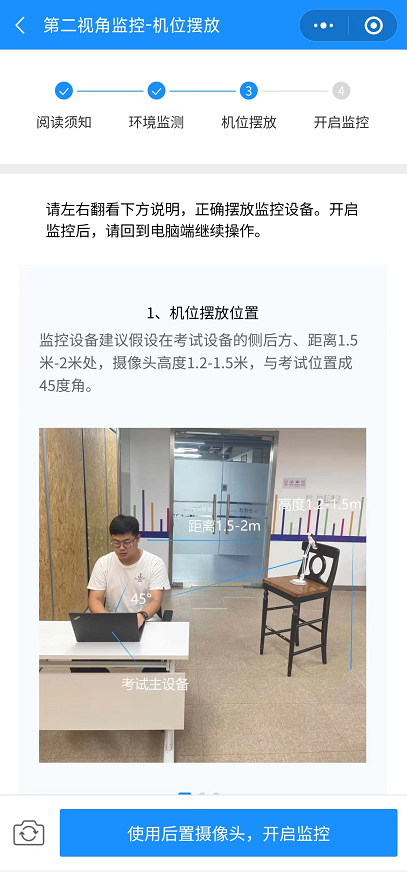 第二视角监控-机位摆放
3
4
阅读须知
环境监测
机位摆放
开启监控
请左右翻看下方说明，正确摆放监控设备。开启
监控后，请回到电脑端继续操作。
1、机位摆放位置
监控设备建议假设在考试设备的侧后方、距离1.5
米-2米处，摄像头高度1.2-1.5米，与考试位置成
45度角。
高度1.2-1.5m
距离1.5-2m
45°
考试主设备
使用后置摄像头，开启监控